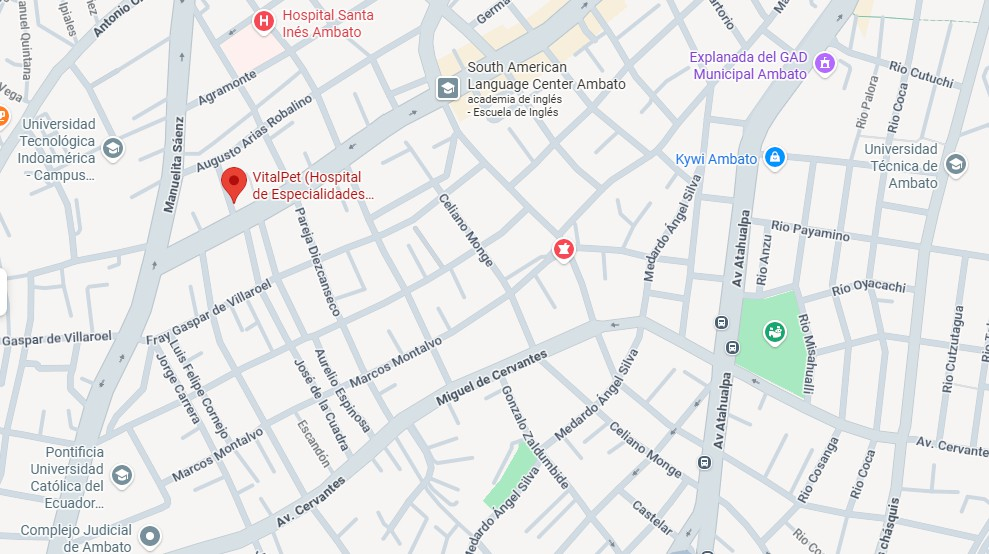 Manuel Quintana
Antonio
Hospital Santa
Inés Ambato
Agramonte
South American
Language Center Ambato
academia de inglés
- Escuela de Inglés
Explanada del GAD
Municipal Ambato
Rio Cutuchi
Rio Palora
Rio Coca
Vega
Universidad
Tecnológica
Indoamérica
- Campus...
Augusto Arias Robalino
Manuelita Sáenz
Kywi Ambato
Universidad
Técnica de
Ambato
VitalPet (Hospital
de Especialidades...
Pareja Diezcanseco
Celiano Monge
Medardo Ángel Silva
Av Atahualpa
Rio Anzu
Rio Payamino
Rio Oyacachi
Rio Misahualli
Rio Cutzutagua
Gaspar de Villaroel
Fray Gaspar de Villaroel
Luis Felipe Cornejo
Jorge Carrera
Aurelio Espinosa
José de la Cuadra
Escandón
Marcos Montalvo
Marcos Montalvo
Miguel de Cervantes
Gonzalo Zaldumbide
Medardo Ángel Silva
Av Atahualpa
Celiano Monge
Av. Cervantes
Rio Cosanga
Rio Coca
Pontificia
Universidad
Católica del
Ecuador...
Av. Cervantes
Medardo Ángel Silva
Castelar
Complejo Judicial
de Ambato